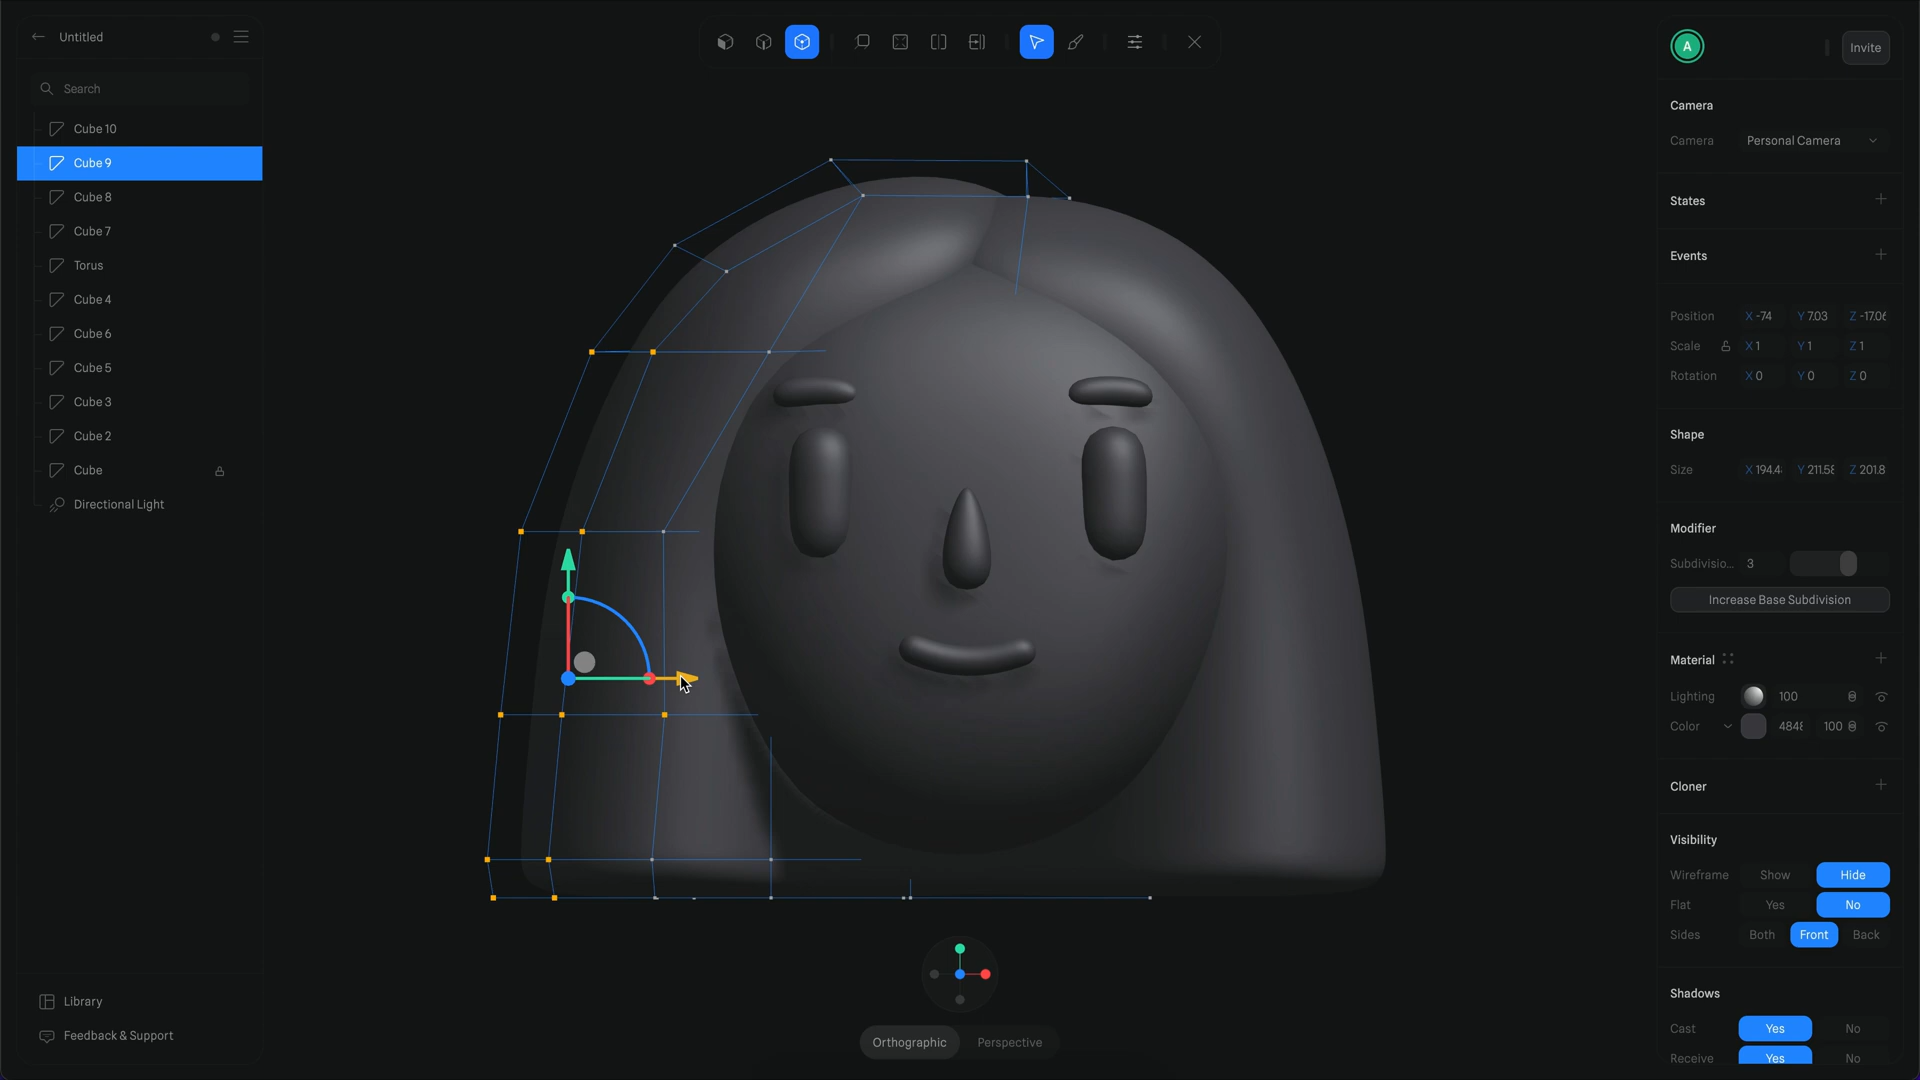 Untitled
Search
Cube 10
Cube 9
Cube 8
Cube 7
Torus
Cube 4
Cube 6
Cube 5
Cube 3
Cube 2
Cube
Directional Light
Library
Feedback & Support
Orthographic Perspective
A Invite
Camera
Camera Personal Camera
States
Events
Position X -74 Y 7.03 Z -17.06
Scale X 1 Y 1 Z 1
Rotation X 0 Y 0 Z 0
Shape
Size X 194.4 Y 211.58 Z 201.8
Modifier
Subdivisio... 3
Increase Base Subdivision
Material
Lighting 100
Color 484 100
Cloner
Visibility
Wireframe Show Hide
Flat Yes No
Sides Both Front Back
Shadows
Cast Yes No
Receive Yes No